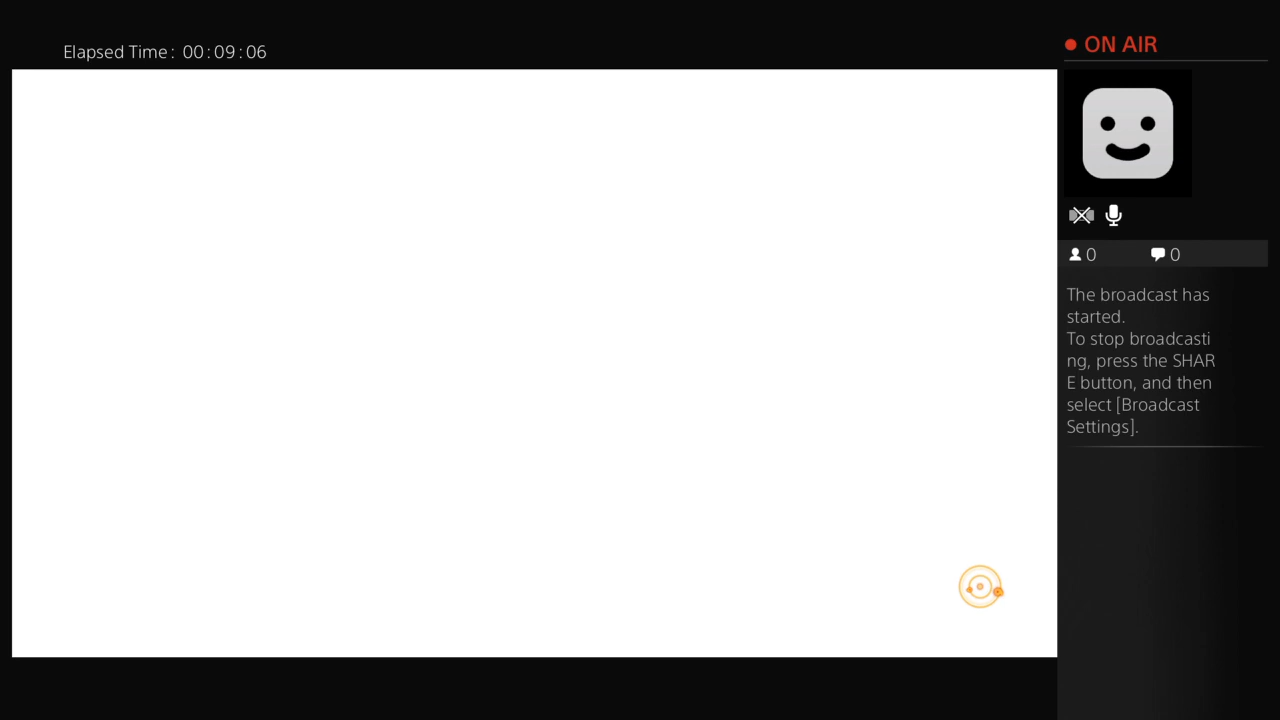 Elapsed Time: 00:09:06
ON AIR
0 0
The broadcast has
started.
To stop broadcasti
ng, press the SHAR
E button, and then
select [Broadcast
Settings].